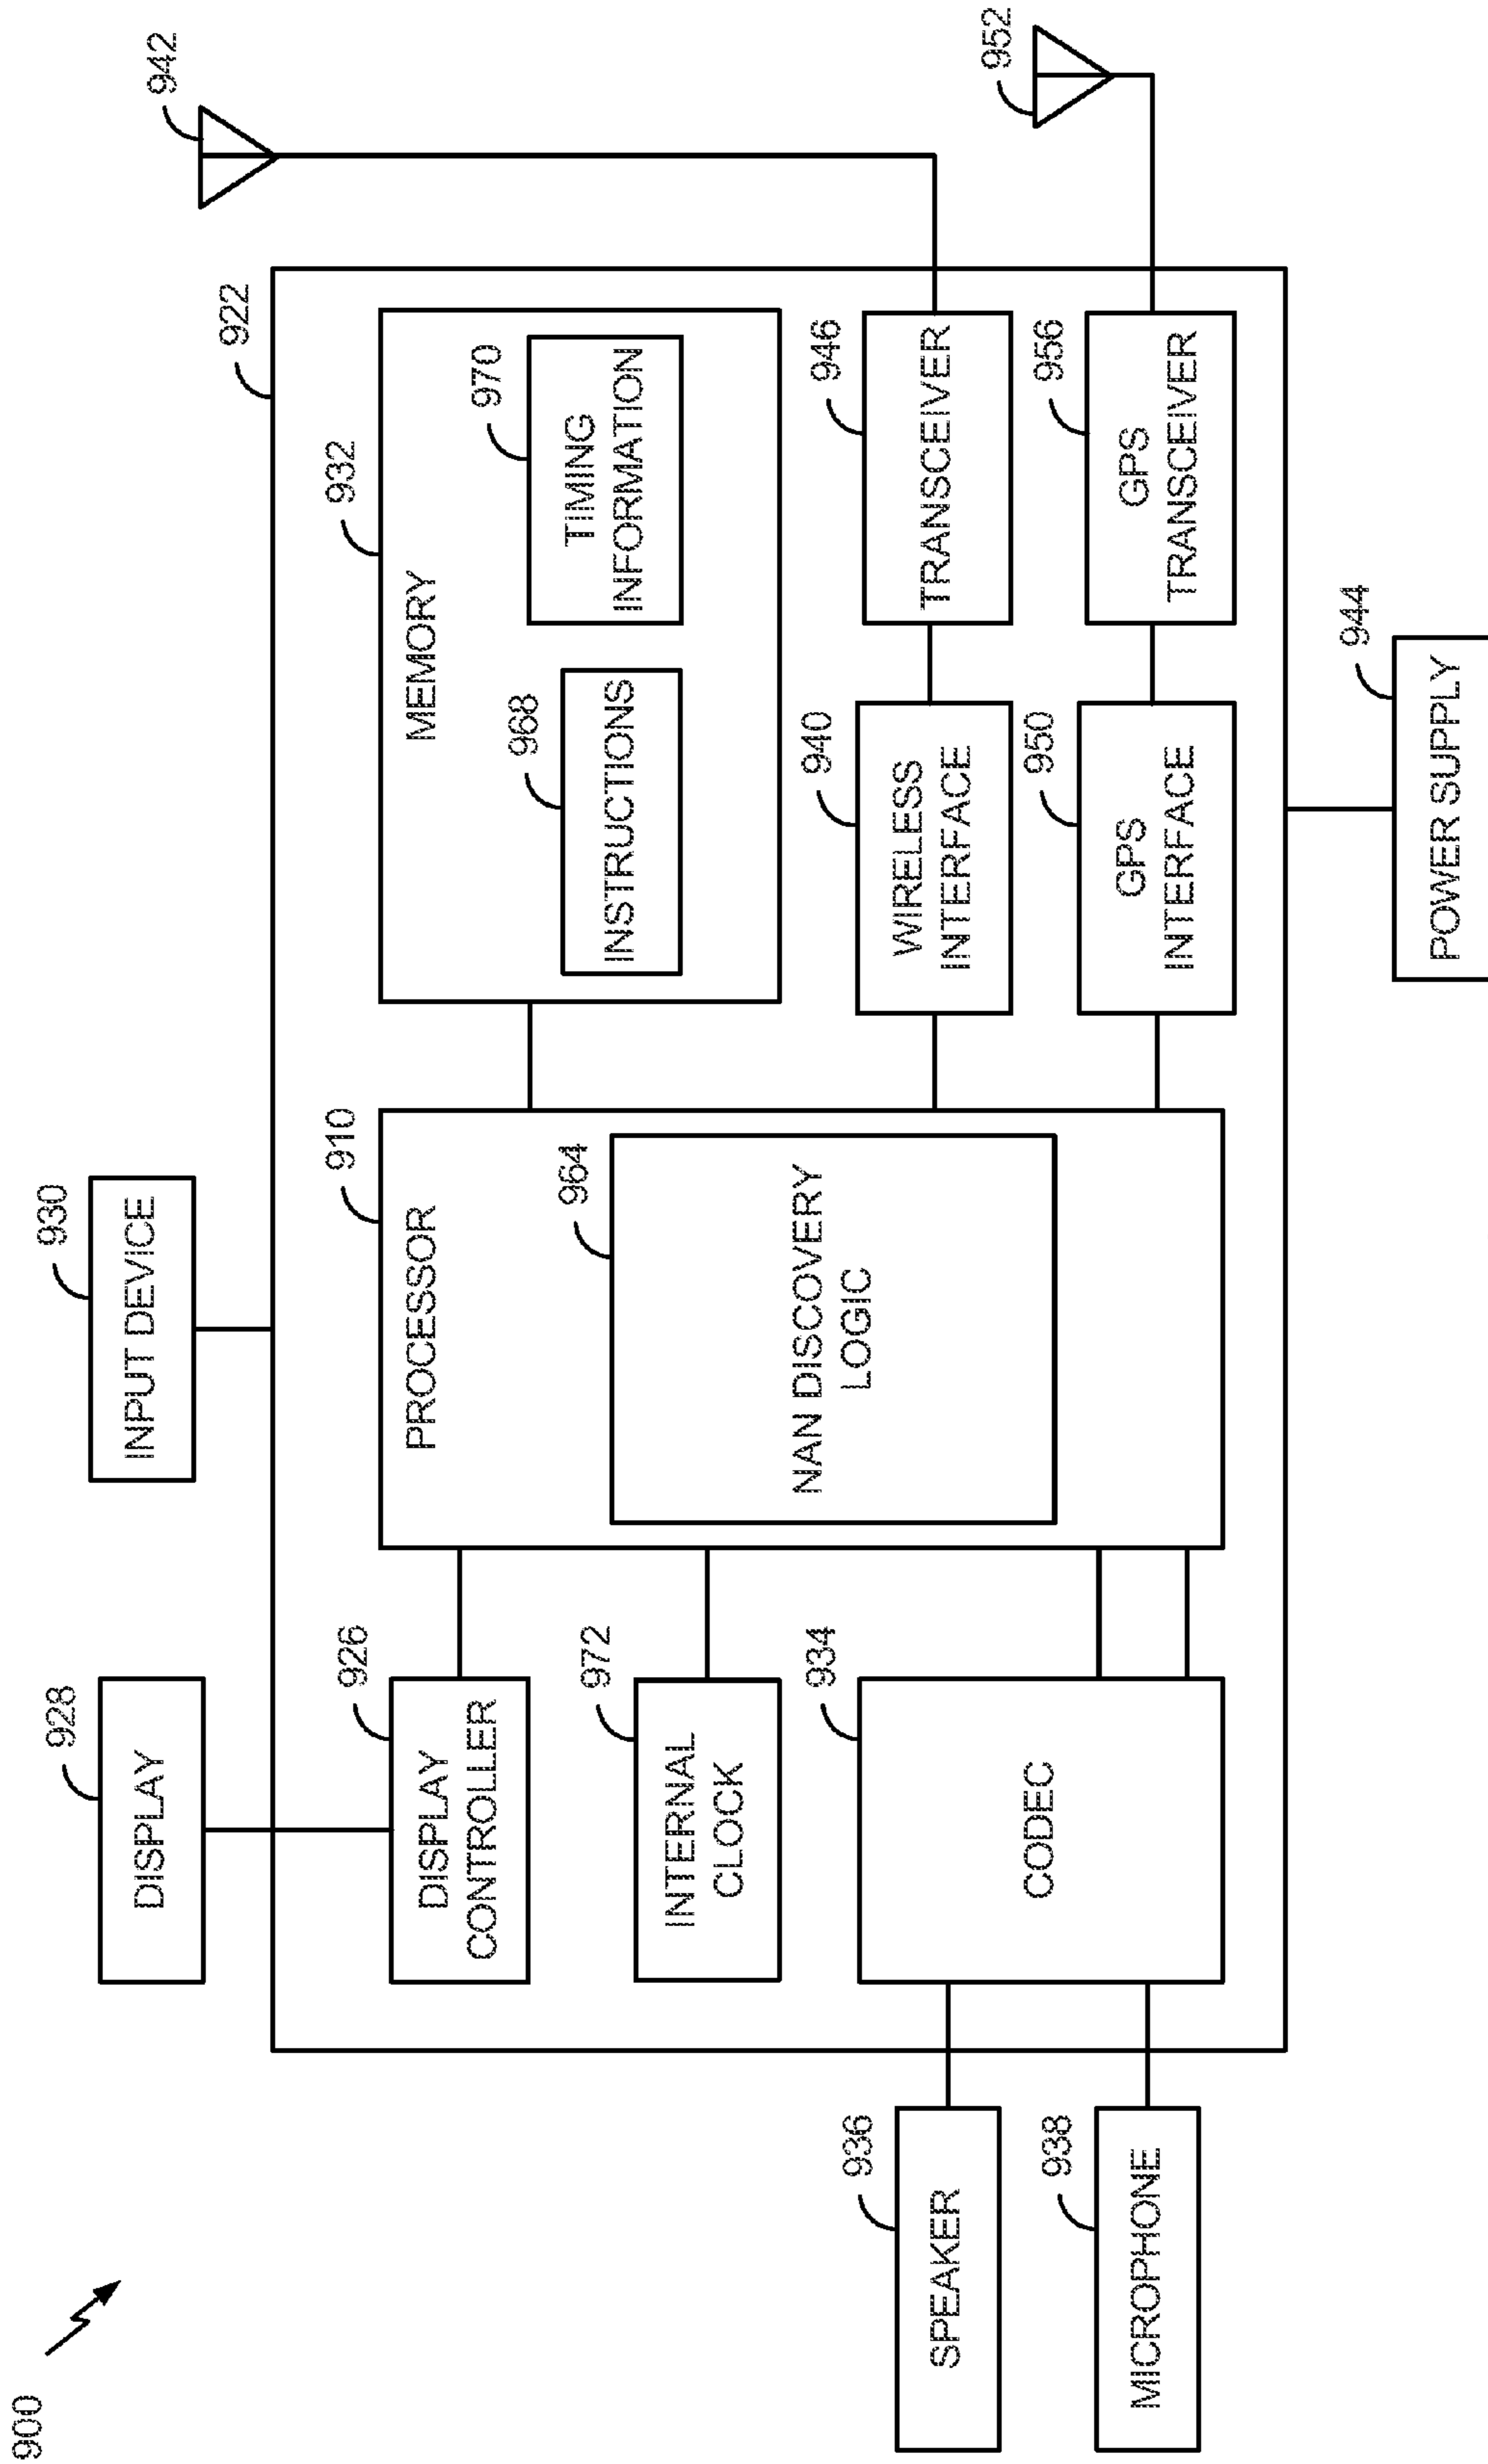 900
928
DISPLAY
930
INPUT DEVICE
942
922
926
DISPLAY
CONTROLLER
910
PROCESSOR
932
MEMORY
968
INSTRUCTIONS
970
TIMING
INFORMATION
972
INTERNAL
CLOCK
964
NAN DISCOVERY
LOGIC
936
SPEAKER
934
CODEC
940
WIRELESS
INTERFACE
946
TRANSCEIVER
952
938
MICROPHONE
950
GPS
INTERFACE
956
GPS
TRANSCEIVER
944
POWER SUPPLY